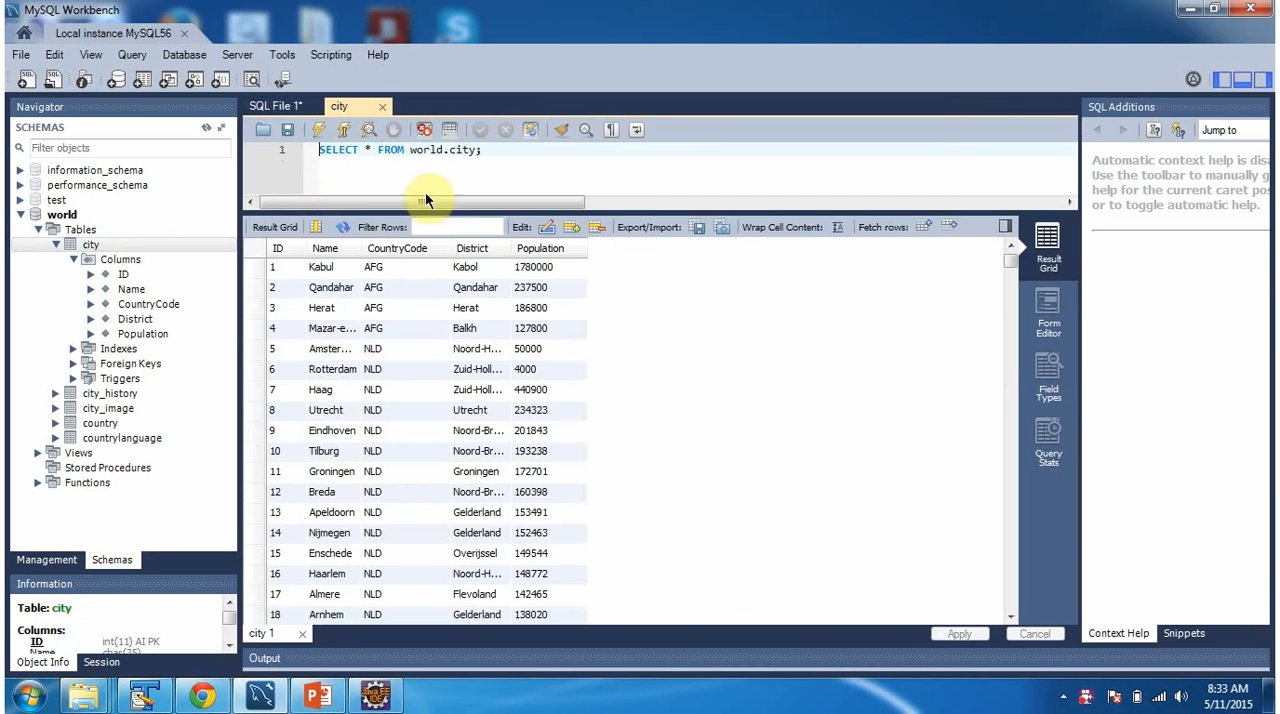 MySQL Workbench
Local instance MySQL56
File Edit View Query Database Server Tools Scripting Help
Navigator
SCHEMAS
Filter objects
information_schema
performance_schema
test
world
Tables
city
Columns
ID
Name
CountryCode
District
Population
Indexes
Foreign Keys
Triggers
city_history
city_image
country
countrylanguage
Views
Stored Procedures
Functions
Management Schemas
Information
Table: city
Columns:
ID int(11) AI PK
Name char(35)
Object Info Session
SQL File 1* city
1 SELECT * FROM world.city;
Result Grid Filter Rows: Edit: Export/Import: Wrap Cell Content: Fetch rows:
ID Name CountryCode District Population
1 Kabul AFG Kabol 1780000
2 Qandahar AFG Qandahar 237500
3 Herat AFG Herat 186800
4 Mazar-e... AFG Balkh 127800
5 Amster... NLD Noord-H... 50000
6 Rotterdam NLD Zuid-Holl... 4000
7 Haag NLD Zuid-Holl... 440900
8 Utrecht NLD Utrecht 234323
9 Eindhoven NLD Noord-Br... 201843
10 Tilburg NLD Noord-Br... 193238
11 Groningen NLD Groningen 172701
12 Breda NLD Noord-Br... 160398
13 Apeldoorn NLD Gelderland 153491
14 Nijmegen NLD Gelderland 152463
15 Enschede NLD Overijssel 149544
16 Haarlem NLD Noord-H... 148772
17 Almere NLD Flevoland 142465
18 Arnhem NLD Gelderland 138020
city 1 Apply Cancel
Output
Result
Grid
Form
Editor
Field
Types
Query
Stats
SQL Additions
Jump to
Automatic context help is disa
Use the toolbar to manually g
help for the current caret pos
or to toggle automatic help.
Context Help Snippets
Java EE
IDE
8:33 AM
5/11/2015